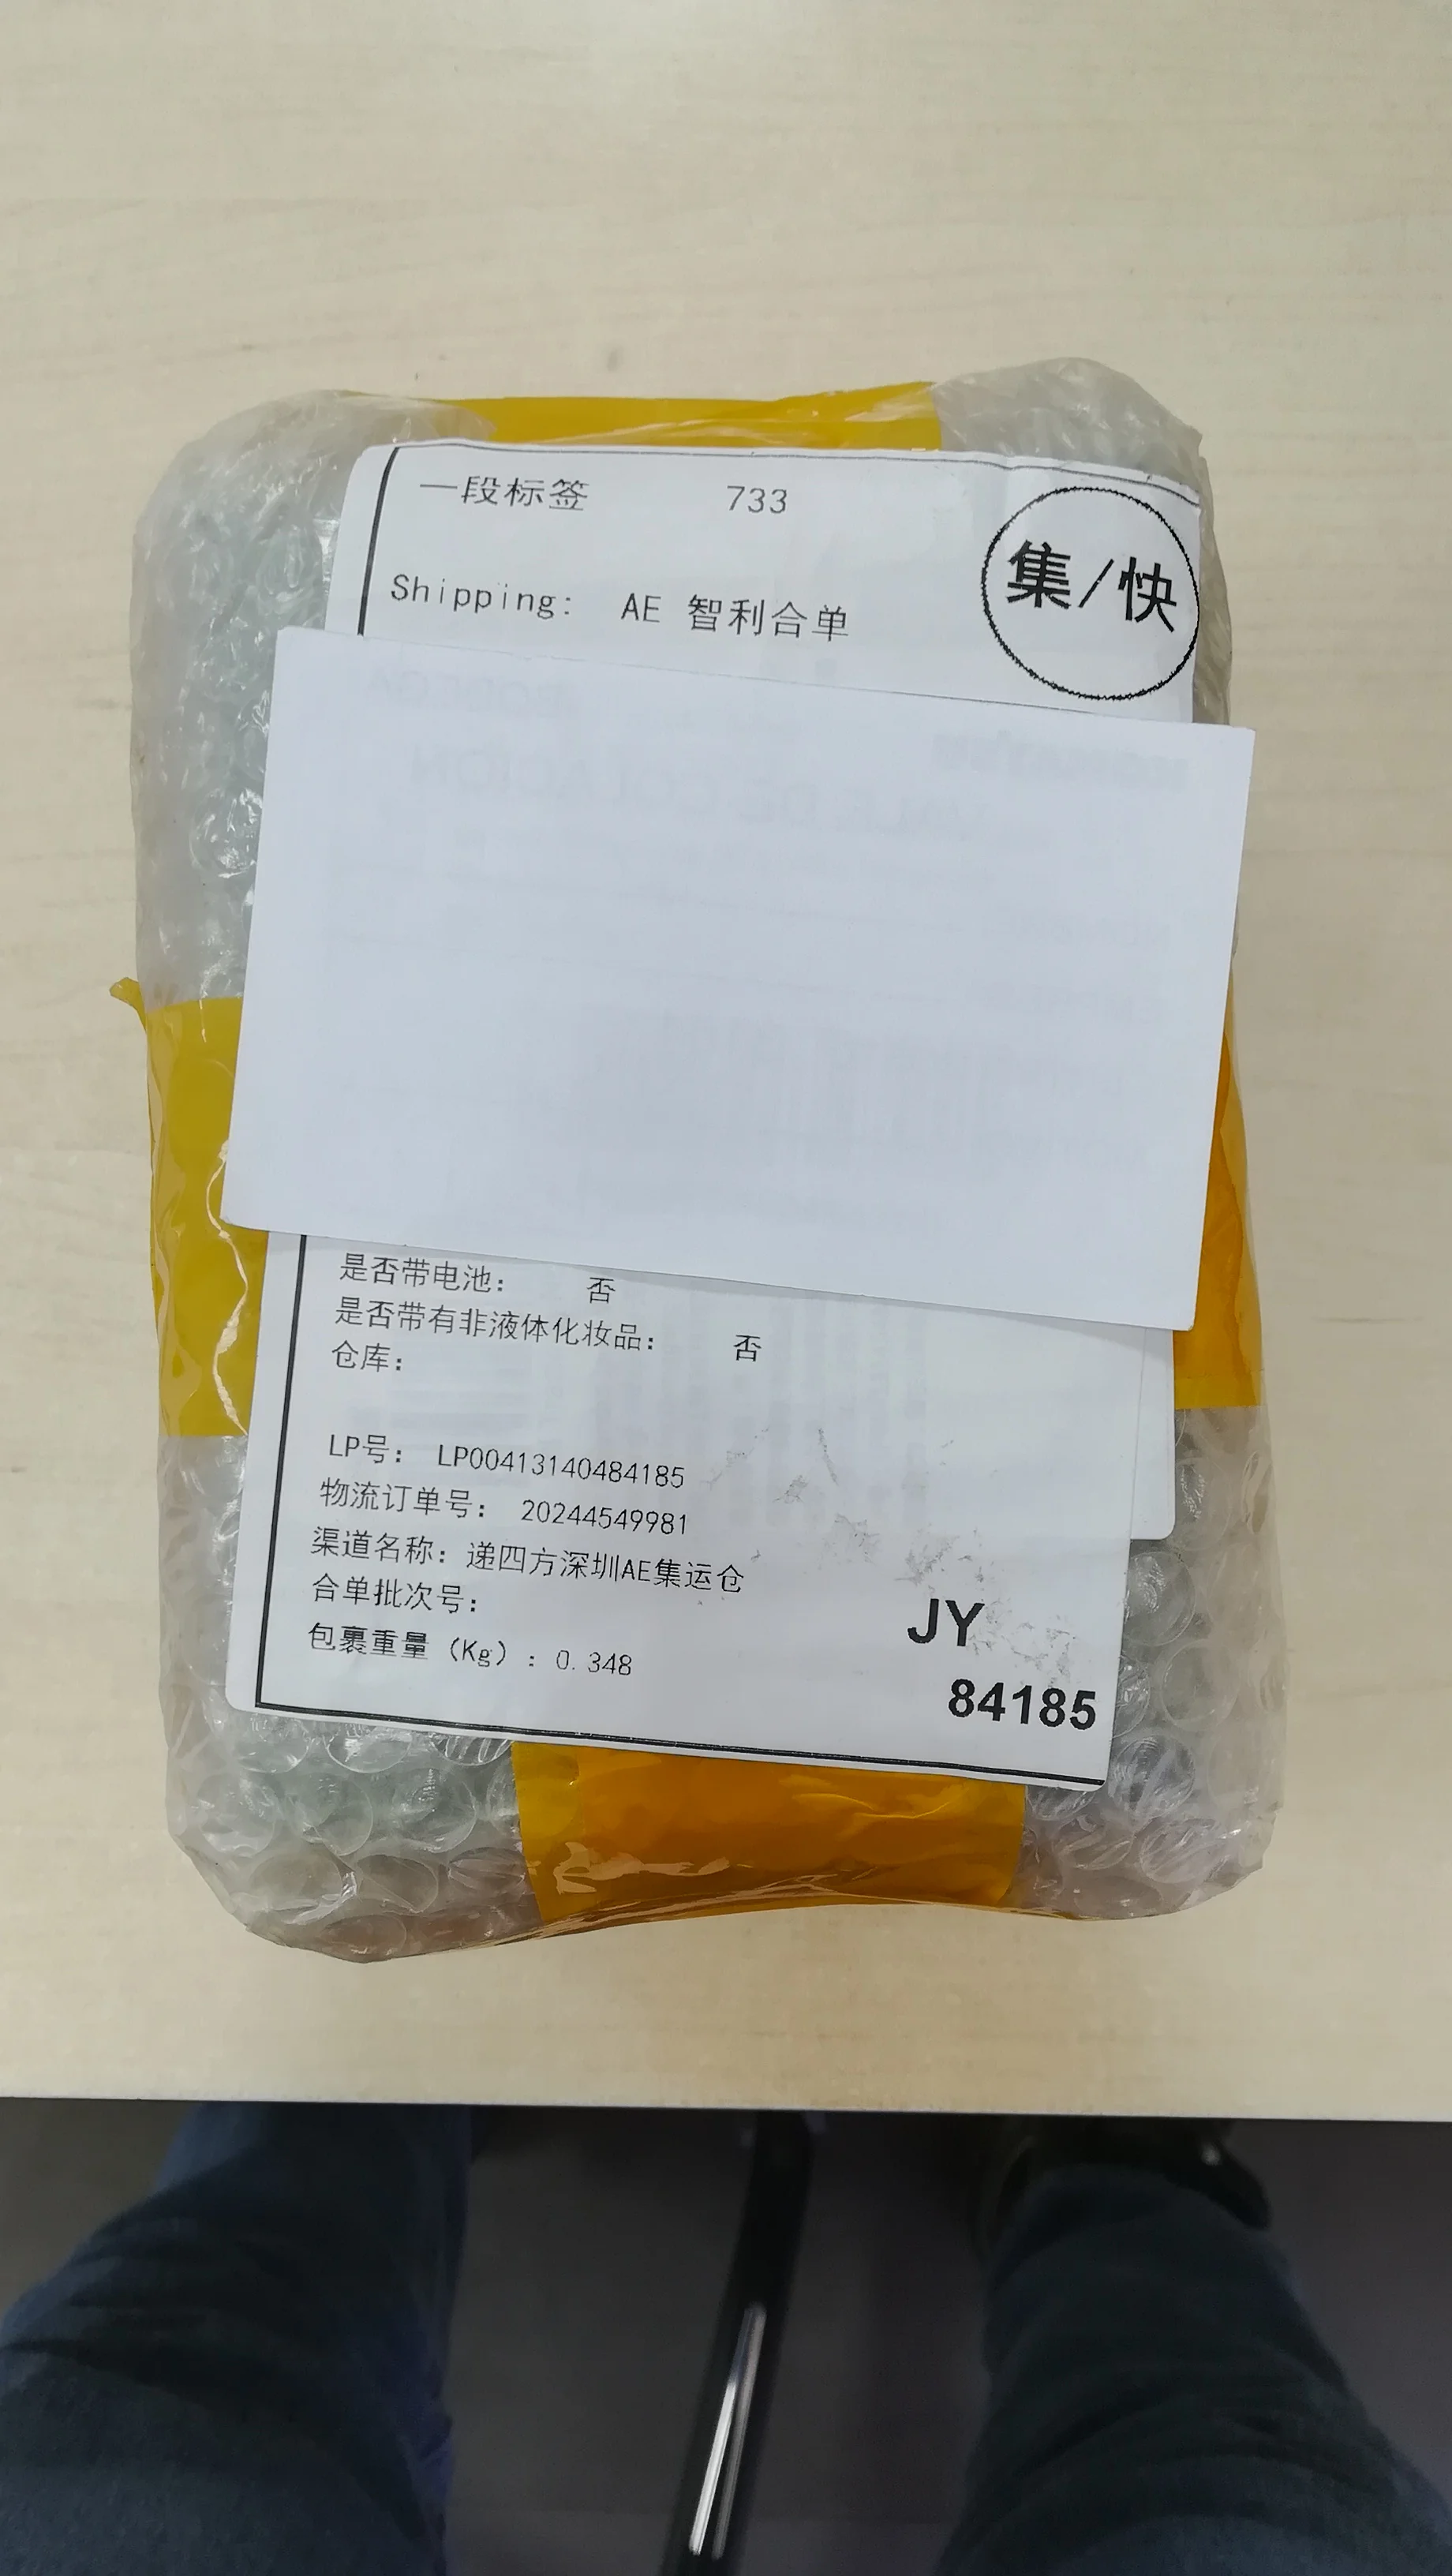 一段标签 733
集/快
Shipping: AE 智利合单
是否带电池: 否
是否带有非液体化妆品: 否
仓库:
LP号: LP00413140484185
物流订单号: 20244549981
渠道名称: 递四方深圳AE集运仓
合单批次号:
包裹重量 (Kg) : 0.348
JY
84185